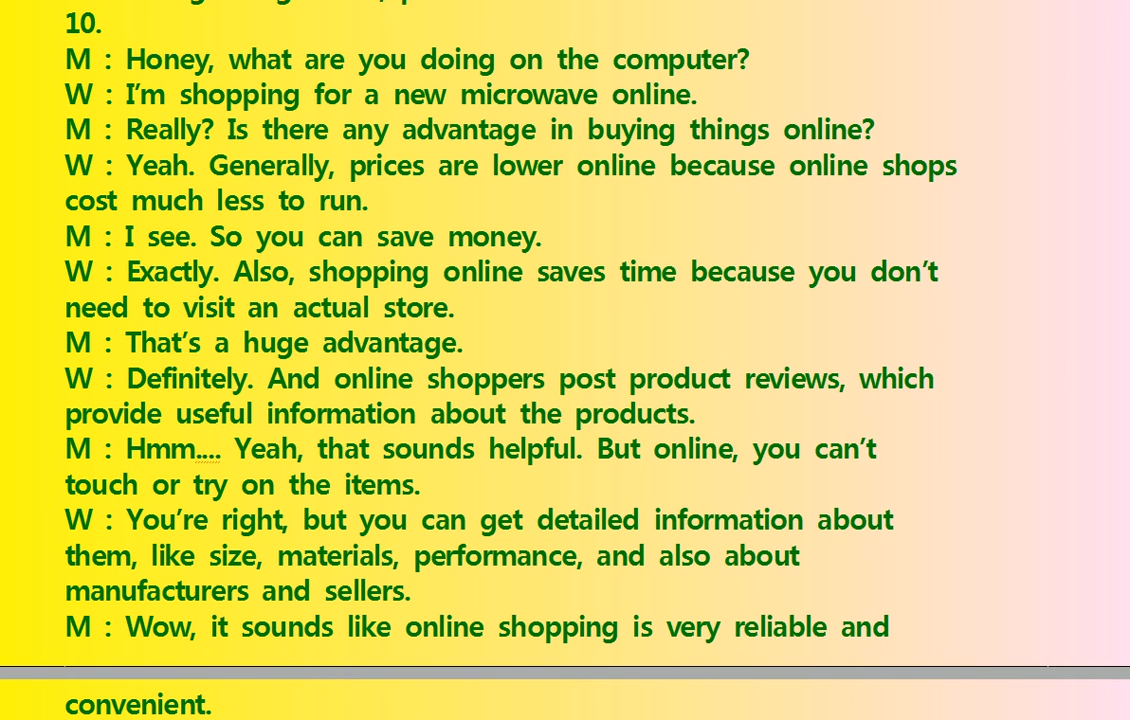 10.
M : Honey, what are you doing on the computer?
W : I'm shopping for a new microwave online.
M : Really? Is there any advantage in buying things online?
W : Yeah. Generally, prices are lower online because online shops
cost much less to run.
M : I see. So you can save money.
W : Exactly. Also, shopping online saves time because you don't
need to visit an actual store.
M : That's a huge advantage.
W : Definitely. And online shoppers post product reviews, which
provide useful information about the products.
M : Hmm.... Yeah, that sounds helpful. But online, you can't
touch or try on the items.
W : You're right, but you can get detailed information about
them, like size, materials, performance, and also about
manufacturers and sellers.
M : Wow, it sounds like online shopping is very reliable and
convenient.